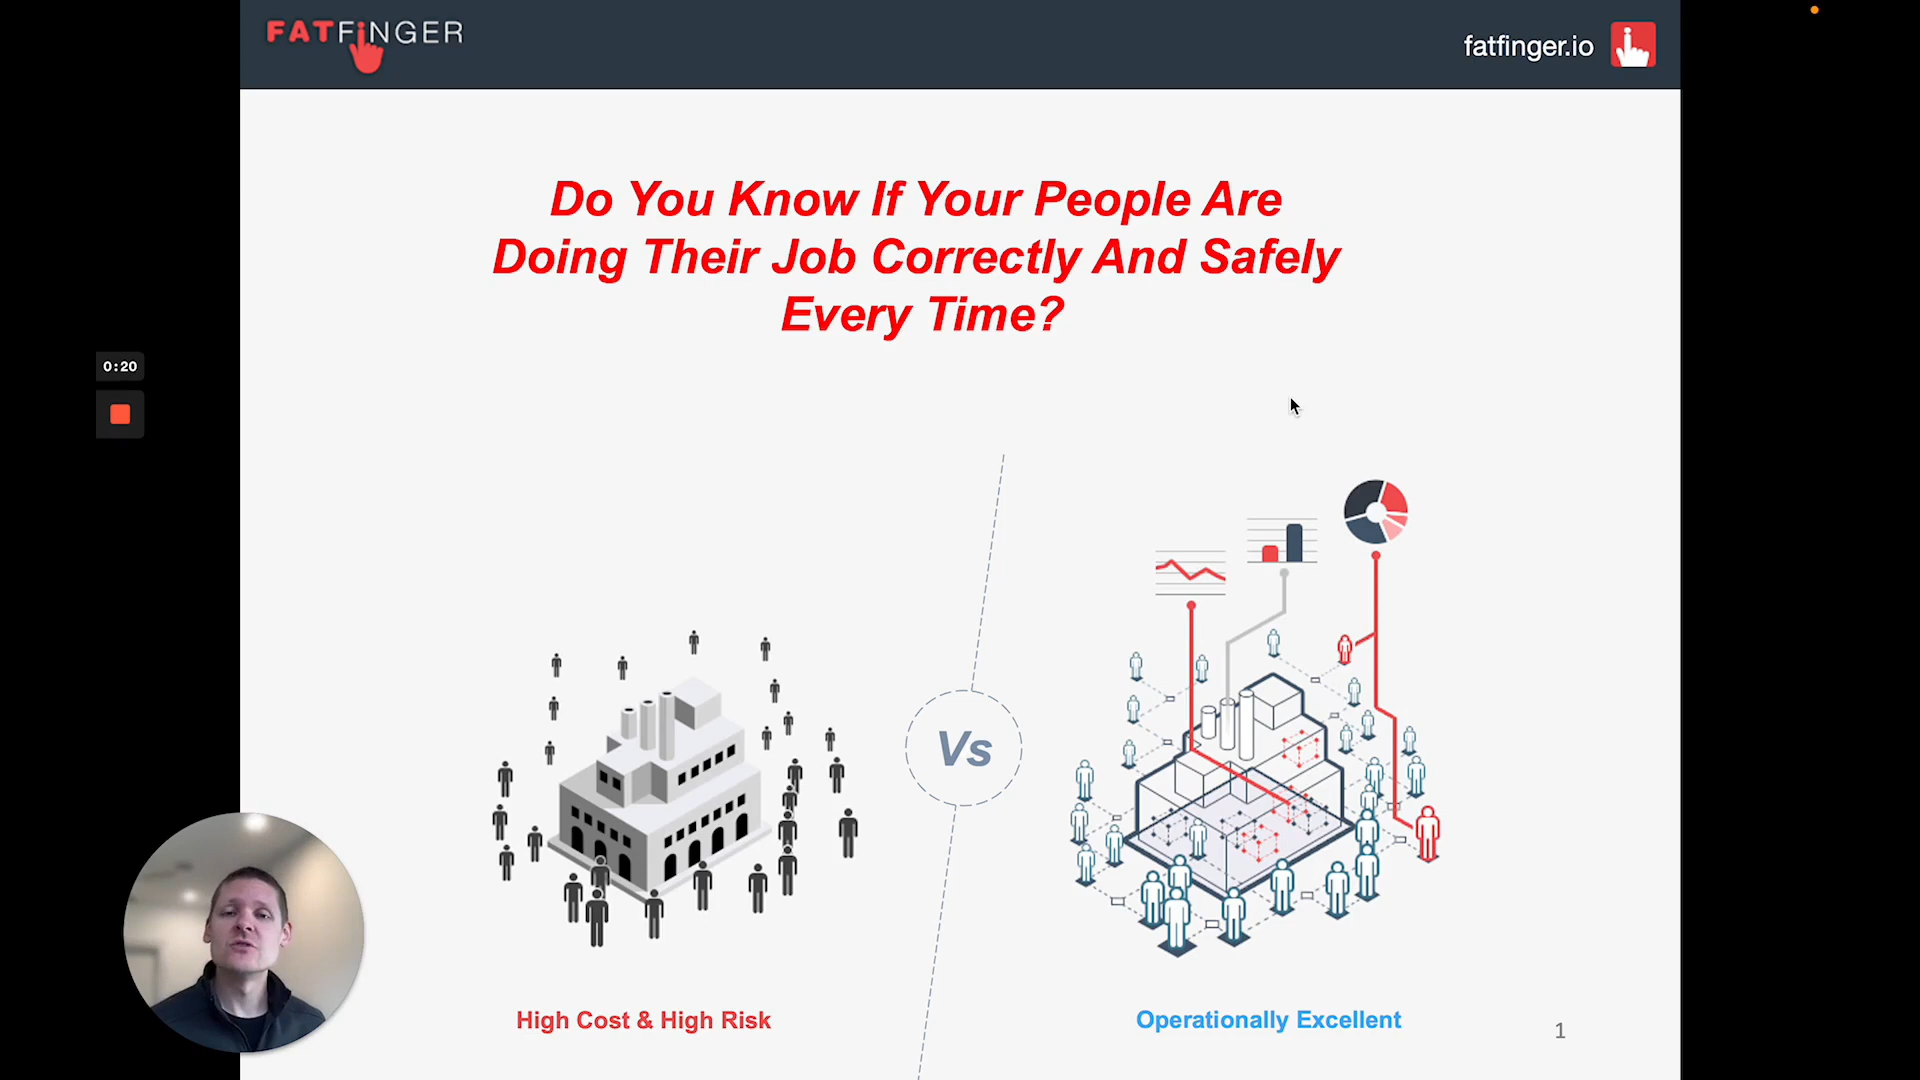 FATFINGER
fatfinger.io
Do You Know If Your People Are
Doing Their Job Correctly And Safely
Every Time?
0:20
Vs
High Cost & High Risk
Operationally Excellent
1